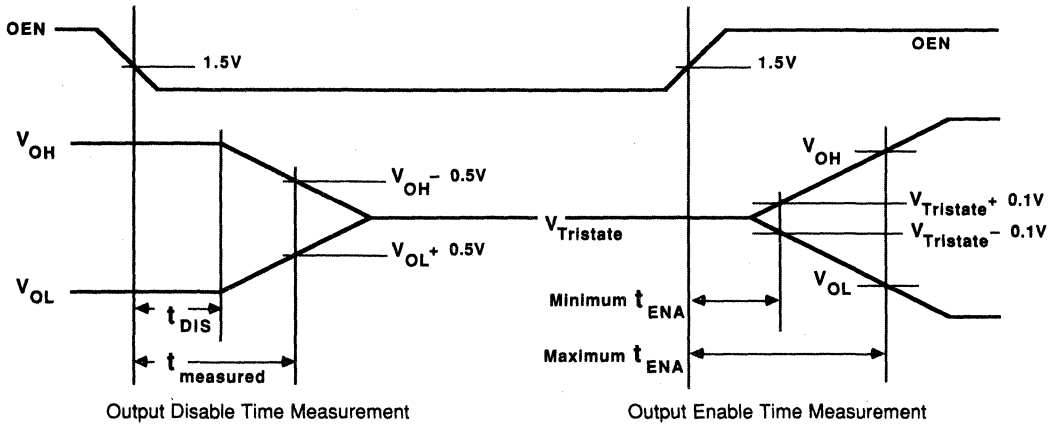 OEN
1.5V
1.5V
OEN
VOH
VOH
VOH − 0.5V
VTristate + 0.1V
VTristate
VTristate − 0.1V
VOL + 0.5V
VOL
VOL
Minimum tENA
tDIS
Maximum tENA
tmeasured
Output Disable Time Measurement
Output Enable Time Measurement